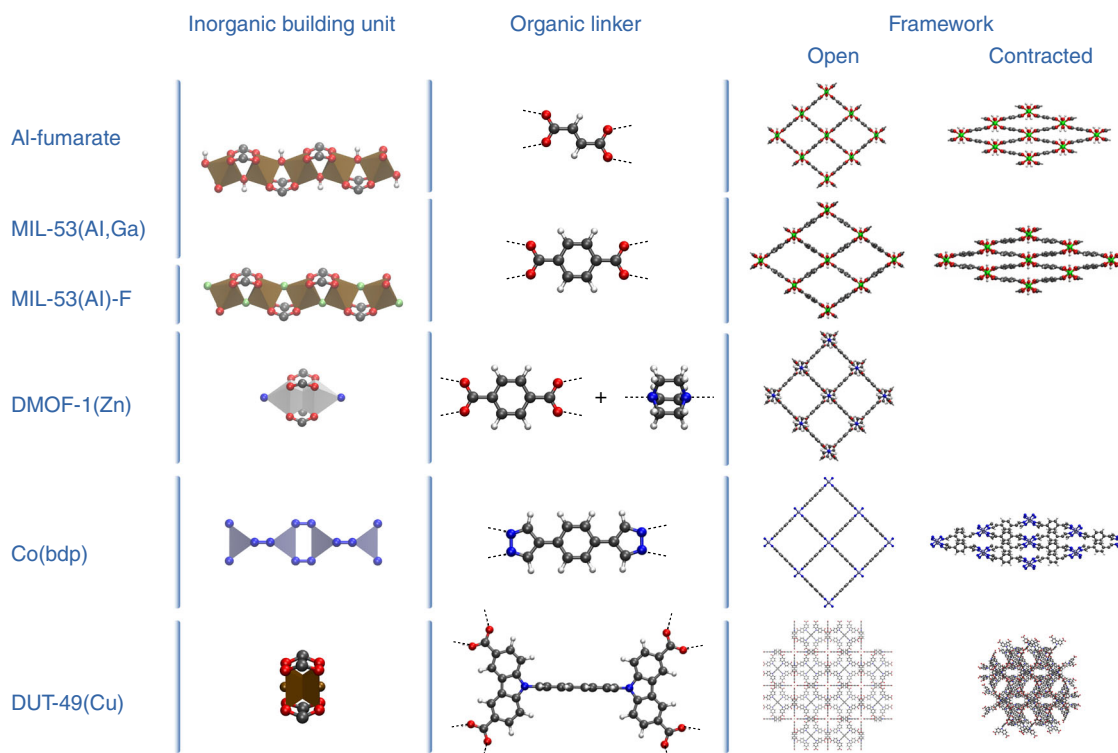 Inorganic building unit
Organic linker
Framework
Open
Contracted
Al-fumarate
MIL-53(Al,Ga)
MIL-53(Al)-F
DMOF-1(Zn)
+
Co(bdp)
DUT-49(Cu)